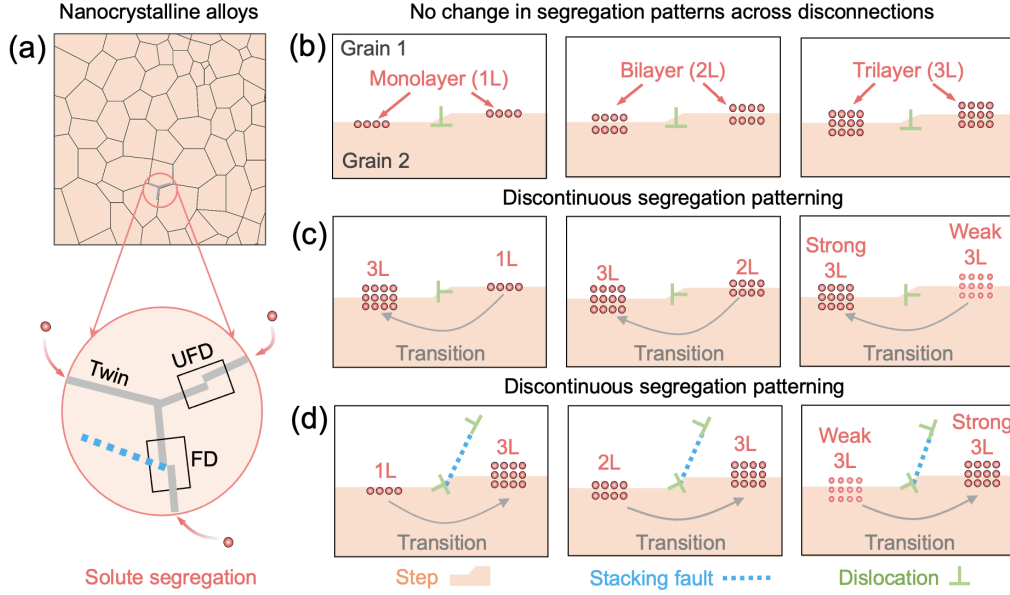 Nanocrystalline alloys
(a)
Twin
UFD
FD
Solute segregation
No change in segregation patterns across disconnections
(b)
Grain 1
Monolayer (1L)
Grain 2
Bilayer (2L)
Trilayer (3L)
Discontinuous segregation patterning
(c)
3L
1L
Transition
3L
2L
Transition
Strong
3L
Weak
3L
Transition
Discontinuous segregation patterning
(d)
1L
3L
Transition
2L
3L
Transition
Weak
3L
Strong
3L
Transition
Step
Stacking fault
Dislocation